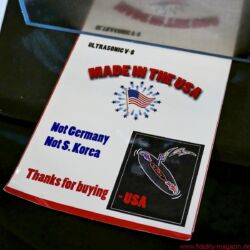 ULTRASONIC V-8
MADE IN THE USA
Not Germany
Not S. Korea
Thanks for buying
-USA
www.fidelity-magazin.de